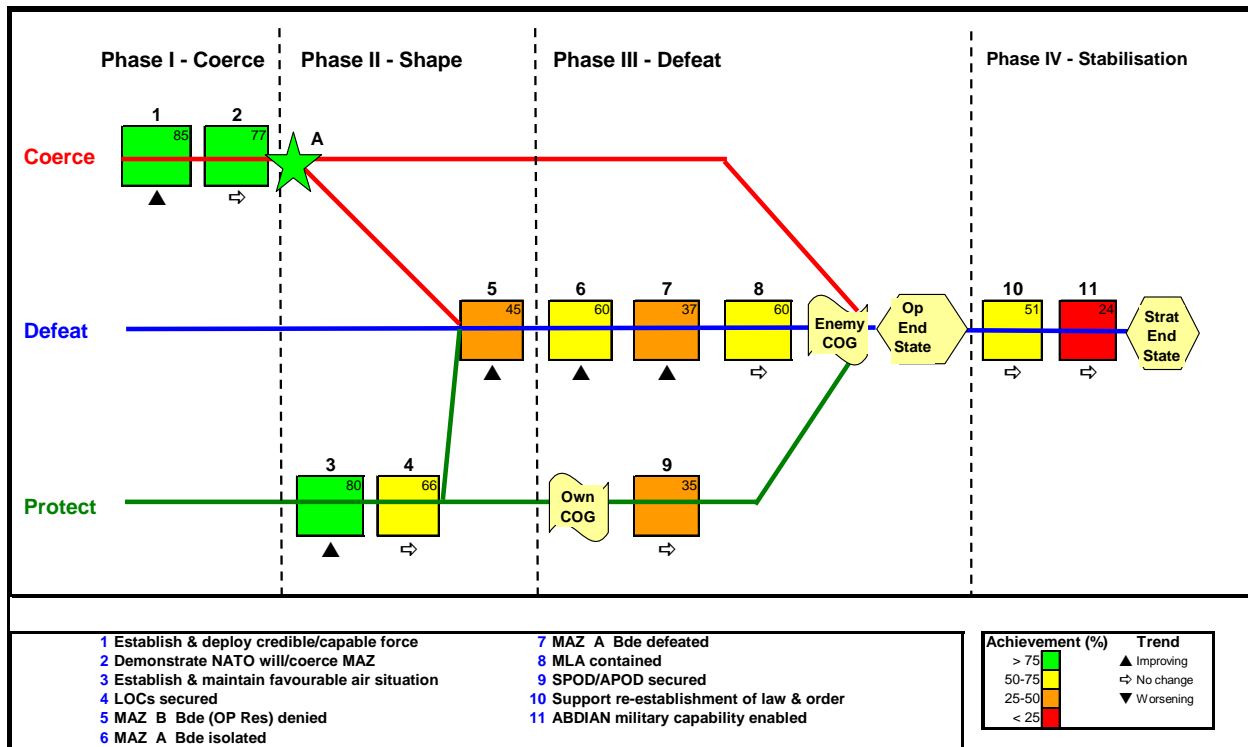 Phase I - Coerce
Phase II - Shape
Phase III - Defeat
Phase IV - Stabilisation
1
2
85
77
A
Coerce
5
6
7
8
10
11
45
60
37
60
51
24
Defeat
Enemy
COG
Op
End
State
Strat
End
State
3
4
9
80
66
35
Protect
Own
COG
1 Establish & deploy credible/capable force
2 Demonstrate NATO will/coerce MAZ
3 Establish & maintain favourable air situation
4 LOCs secured
5 MAZ B Bde (OP Res) denied
6 MAZ A Bde isolated
7 MAZ A Bde defeated
8 MLA contained
9 SPOD/APOD secured
10 Support re-establishment of law & order
11 ABDIAN military capability enabled
Achievement (%)
> 75
50-75
25-50
< 25
Trend
Improving
No change
Worsening